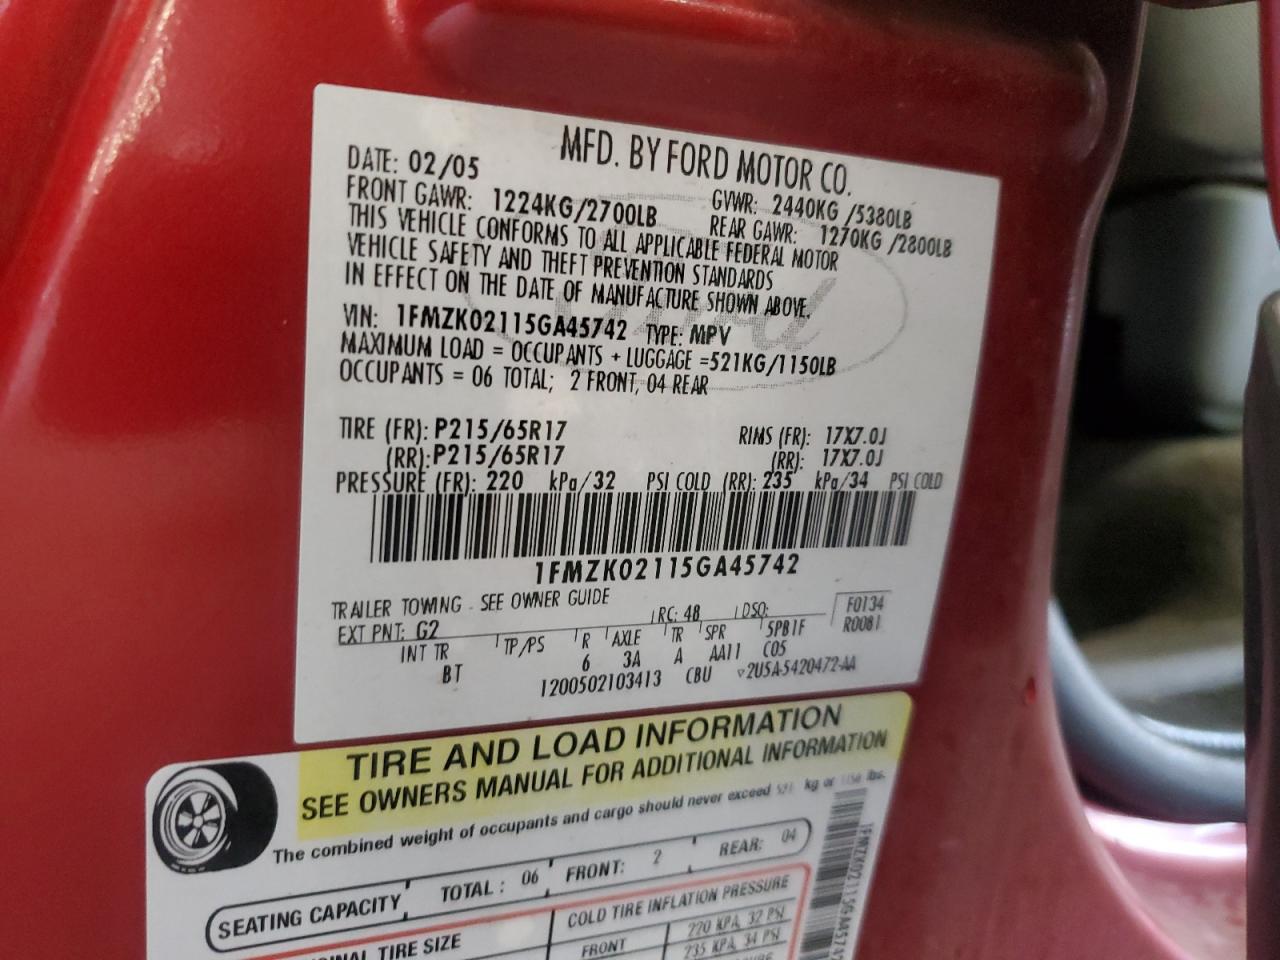 MFD. BY FORD MOTOR CO.
DATE: 02/05 GVWR: 2440KG /5380LB
FRONT GAWR: 1224KG/2700LB REAR GAWR: 1270KG /2800LB
THIS VEHICLE CONFORMS TO ALL APPLICABLE FEDERAL MOTOR
VEHICLE SAFETY AND THEFT PREVENTION STANDARDS
IN EFFECT ON THE DATE OF MANUFACTURE SHOWN ABOVE.
VIN: 1FMZK02115GA45742 TYPE: MPV
MAXIMUM LOAD = OCCUPANTS + LUGGAGE =521KG/1150LB
OCCUPANTS = 06 TOTAL; 2 FRONT, 04 REAR
TIRE (FR): P215/65R17 RIMS (FR): 17X7.0J
(RR): P215/65R17 (RR): 17X7.0J
PRESSURE (FR): 220 kPa/32 PSI COLD (RR): 235 kPa/34 PSI COLD
1FMZK02115GA45742
TRAILER TOWING - SEE OWNER GUIDE
EXT PNT: G2 RC: 48 DSO: F0134
R0081
INT TR TP/PS R AXLE TR SPR SPB1F
BT 6 3A A AA11 C05
1200502103413 CBU ▽2U5A-5420472-AA
TIRE AND LOAD INFORMATION
SEE OWNERS MANUAL FOR ADDITIONAL INFORMATION
The combined weight of occupants and cargo should never exceed 521 kg or 1150 lbs.
SEATING CAPACITY TOTAL: 06 FRONT: 2 REAR: 04
TIRE SIZE COLD TIRE INFLATION PRESSURE
FRONT 220 KPA, 32 PSI
235 KPA, 34 PSI